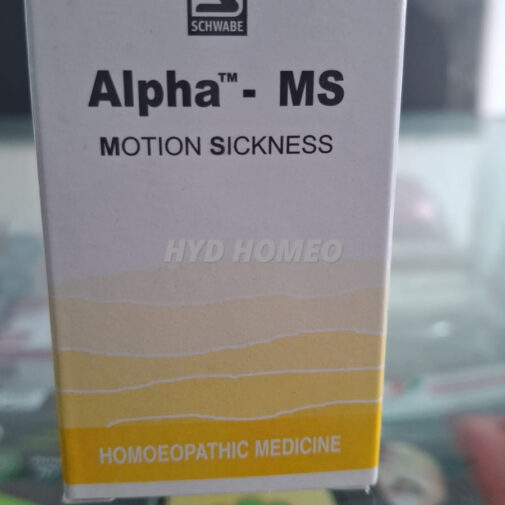 SCHWABE
Alpha™- MS
MOTION SICKNESS
HYD HOMEO
HOMOEOPATHIC MEDICINE